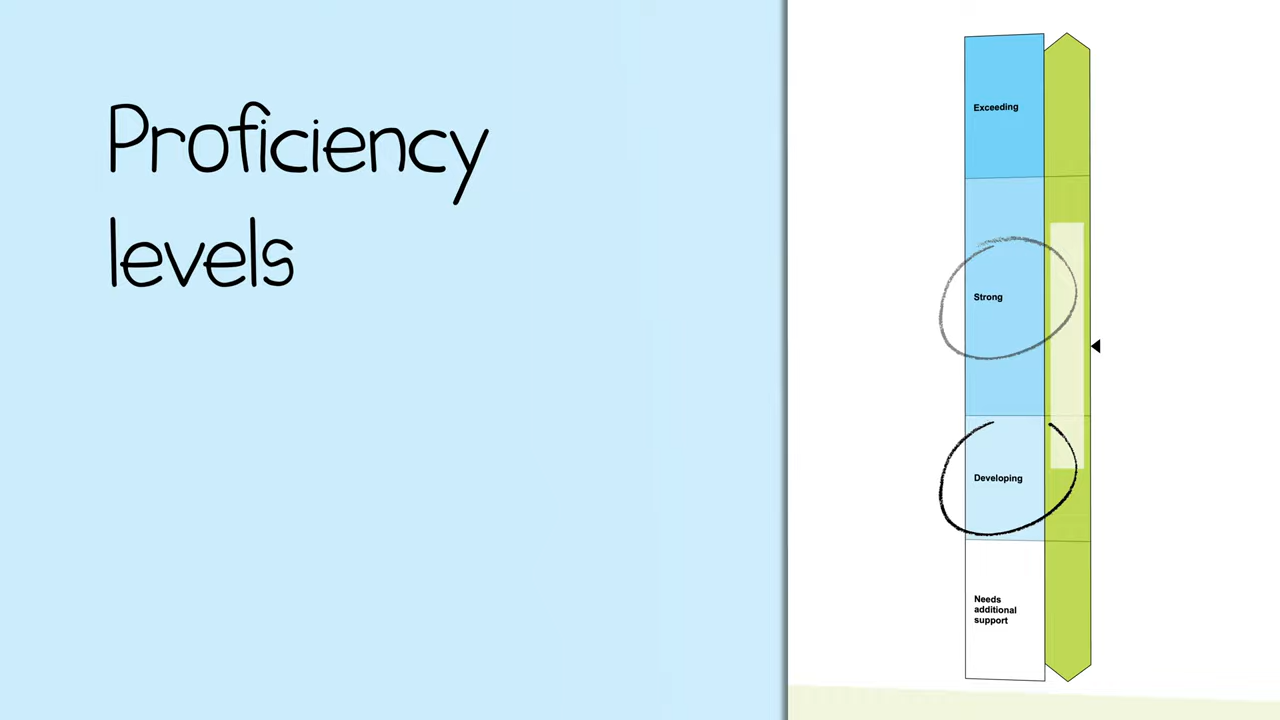 Proficiency
levels
Exceeding
Strong
Developing
Needs
additional
support